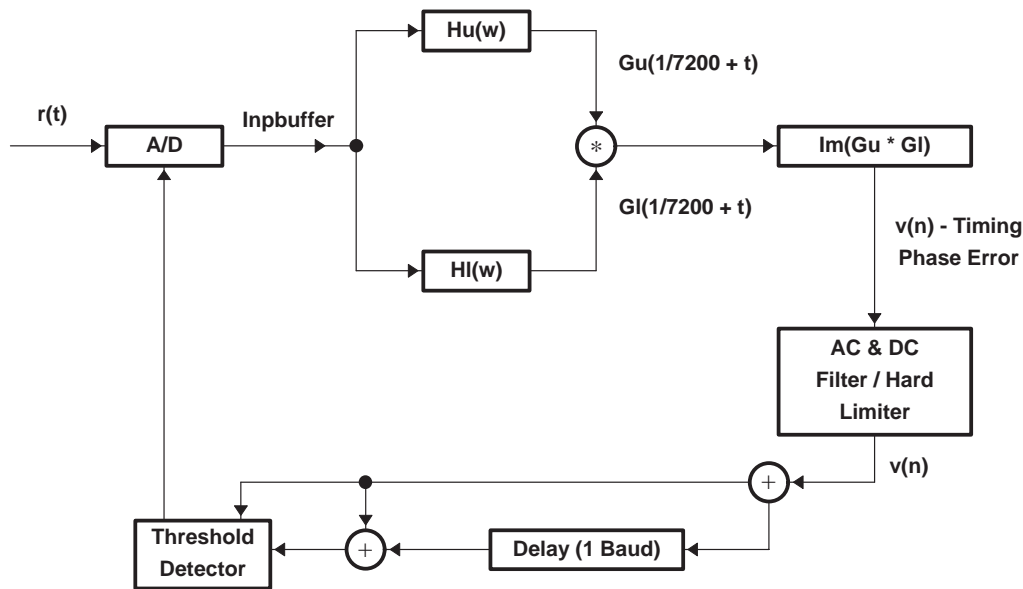 Hu(w)
Gu(1/7200 + t)
r(t)
Inpbuffer
A/D
*
Im(Gu * Gl)
Gl(1/7200 + t)
v(n) - Timing
Phase Error
Hl(w)
AC & DC
Filter / Hard
Limiter
v(n)
+
Threshold
Detector
+
Delay (1 Baud)